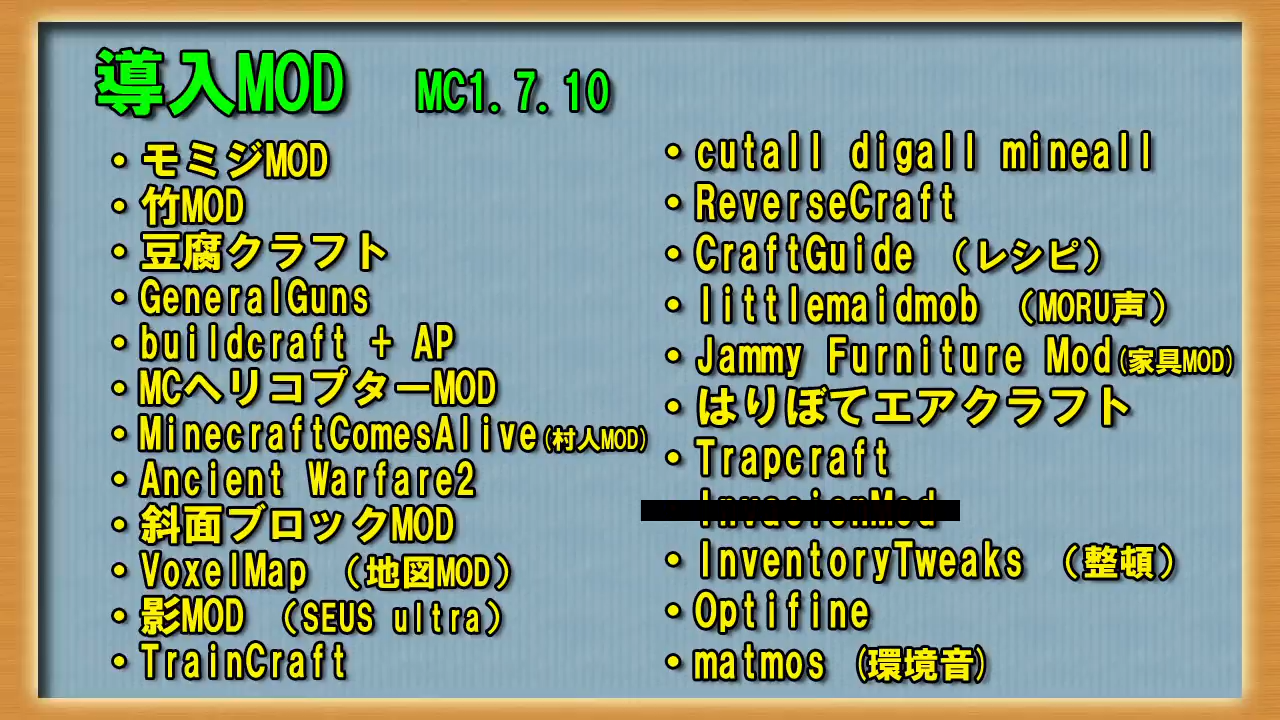 導入MOD MC1.7.10
・モミジMOD
・竹MOD
・豆腐クラフト
・GeneralGuns
・buildcraft + AP
・MCヘリコプターMOD
・MinecraftComesAlive(村人MOD)
・Ancient Warfare2
・斜面ブロックMOD
・VoxelMap （地図MOD）
・影MOD （SEUS ultra）
・TrainCraft
・cutall digall mineall
・ReverseCraft
・CraftGuide （レシピ）
・littlemaidmob （MORU声）
・Jammy Furniture Mod(家具MOD)
・はりぼてエアクラフト
・Trapcraft
・InventoryTweaks （整頓）
・Optifine
・matmos (環境音)